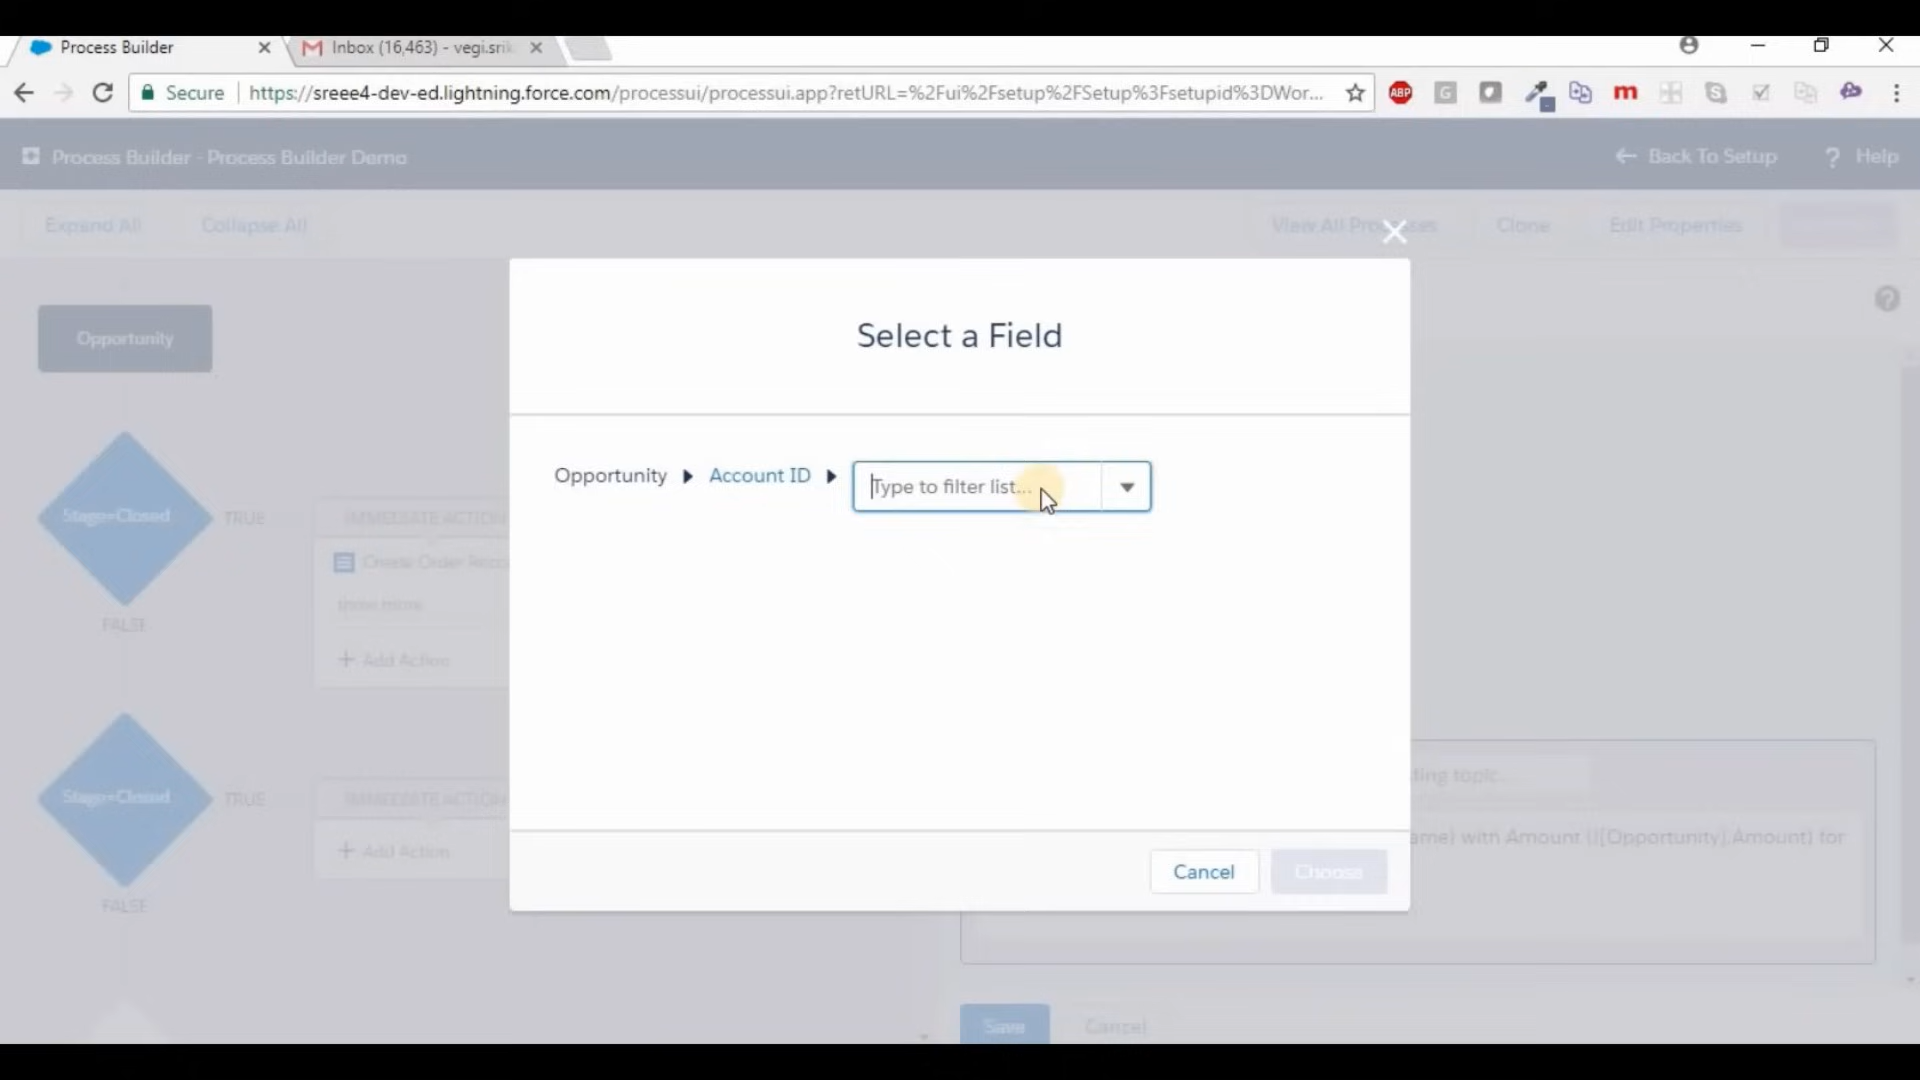 Process Builder
Inbox (16,463) - vegi.srik
Secure
https://sreee4-dev-ed.lightning.force.com/processui/processui.app?retURL=%2Fui%2Fsetup%2FSetup%3Fsetupid%3DWor...
ABP
G
m
S
Process Builder - Process Builder Demo
Back To Setup
? Help
Expand All
Collapse All
View All Processes
Clone
Edit Properties
Opportunity
Select a Field
Opportunity
Account ID
Type to filter list...
Stage=Closed
TRUE
IMMEDIATE ACTION
Create Order Reco
FALSE
+ Add Action
Stage=Closed
TRUE
IMMEDIATE ACTION
ting topic...
ame} with Amount {![Opportunity].Amount} for
+ Add Action
Cancel
Choose
FALSE
Save
Cancel